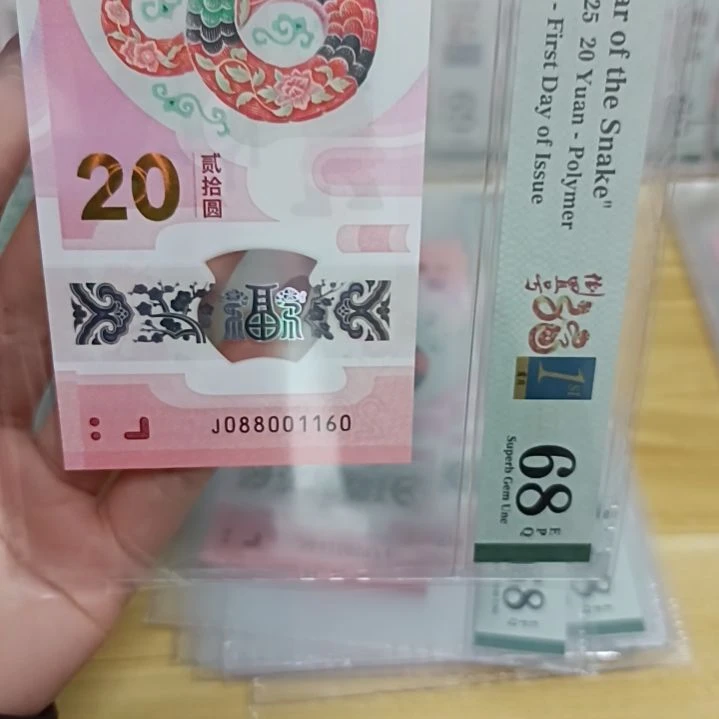 20
贰拾圆
J088001160
ar of the Snake"
25 20 Yuan - Polymer
- First Day of Issue
1ST
68
EPQ
Superb Gem Unc